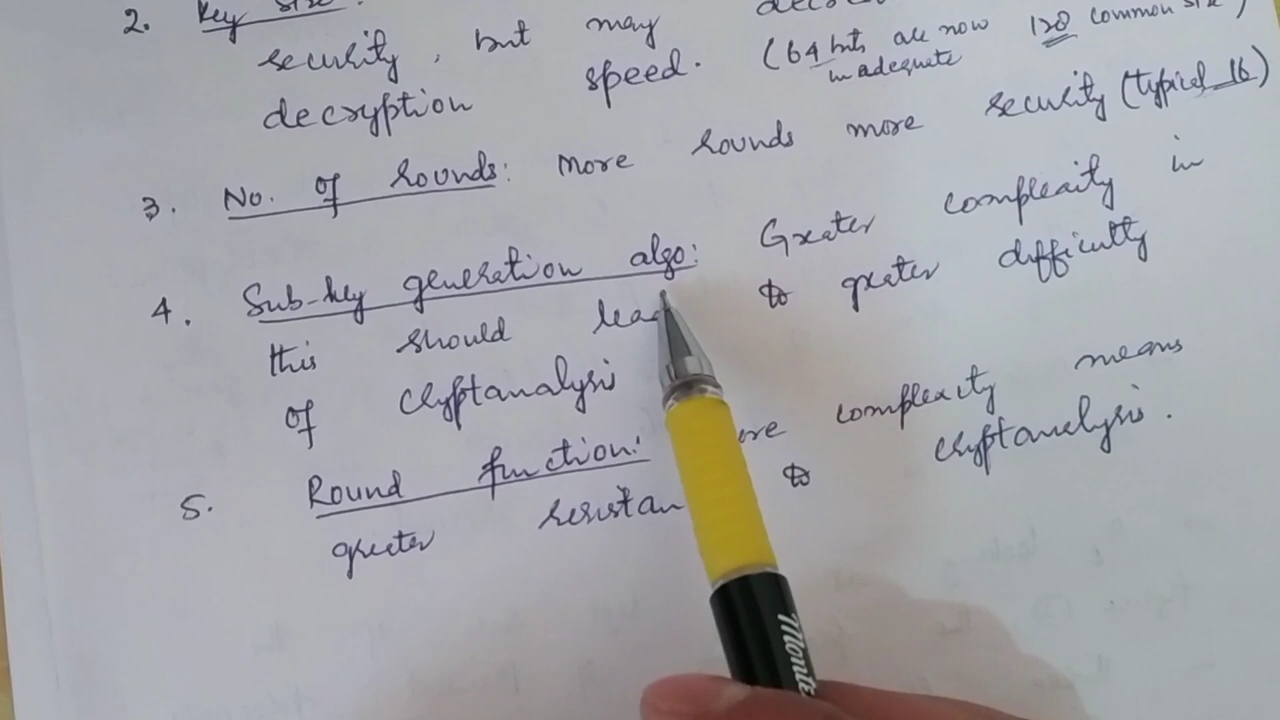 2. Key size:
security, but may
decryption speed. (64 bits are now 128 common size)
inadequate
3. No. of rounds: More rounds more security (typical 16)
4. Sub-key generation algo: Greater complexity in
this should lead to greater difficulty
of cryptanalysis
5. Round function: ore complexity means
greater resistan to cryptanalysis.
Monte